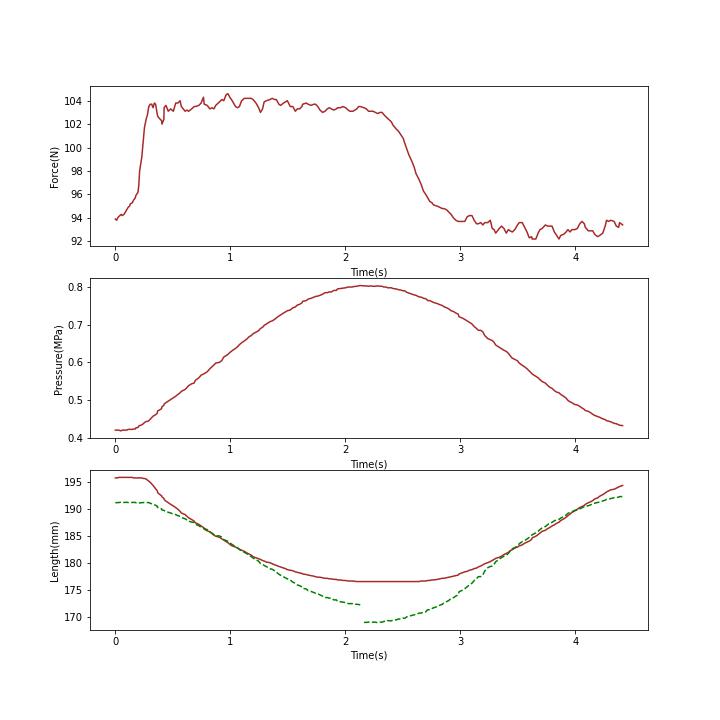 104
102
100
98
96
94
92
Force(N)
0 1 2 3 4
Time(s)
0.8
0.7
0.6
0.5
0.4
Pressure(MPa)
0 1 2 3 4
Time(s)
195
190
185
180
175
170
Length(mm)
0 1 2 3 4
Time(s)